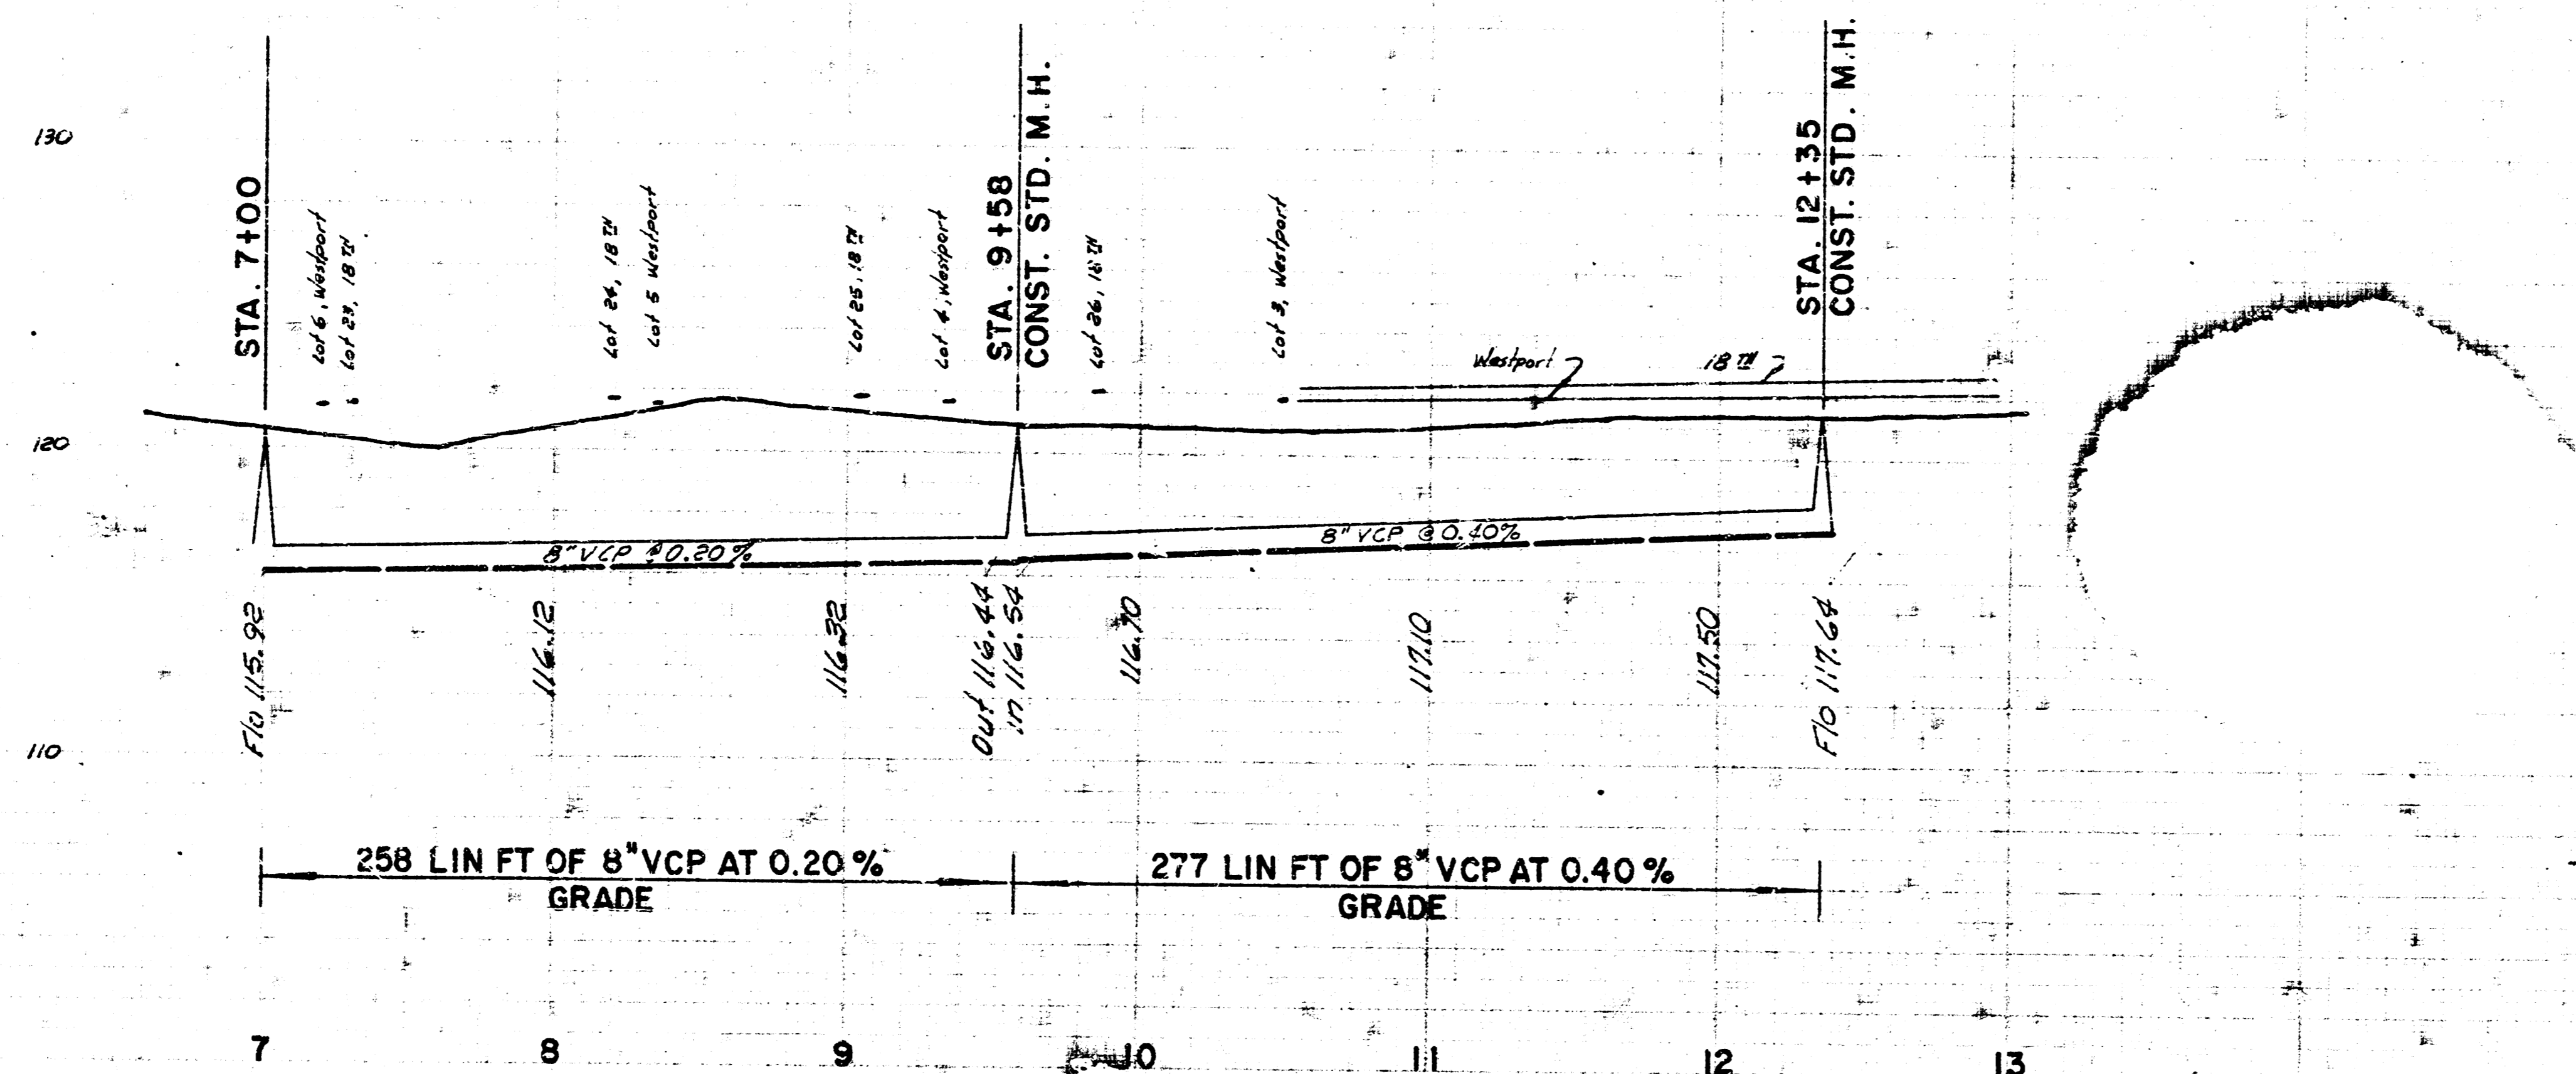 130
120
110
STA. 7+00
Lot 6, Westport
Lot 23, 18TH
Lot 24, 18TH
Lot 5 Westport
Lot 25, 18TH
Lot 4, Westport
STA. 9+58
CONST. STD. M.H.
Lot 26, 18TH
Lot 3, Westport
Westport
18TH
STA. 12+35
CONST. STD. M.H.
8" VCP @ 0.20%
8" VCP @ 0.40%
Flo 115.92
116.12
116.32
Out 116.44
in 116.54
116.70
117.10
117.50
Flo 117.64
258 LIN FT OF 8" VCP AT 0.20%
GRADE
277 LIN FT OF 8" VCP AT 0.40%
GRADE
7 8 9 10 11 12 13